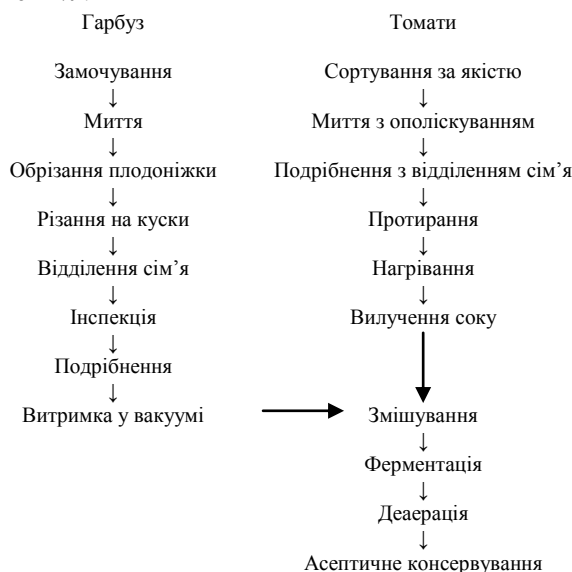 Гарбуз
Замочування
↓
Миття
↓
Обрізання плодоніжки
↓
Різання на куски
↓
Відділення сім’я
↓
Інспекція
↓
Подрібнення
↓
Витримка у вакуумі
Томати
Сортування за якістю
↓
Миття з ополіскуванням
↓
Подрібнення з відділенням сім’я
↓
Протирання
↓
Нагрівання
↓
Вилучення соку
Змішування
↓
Ферментація
↓
Деаерація
↓
Асептичне консервування